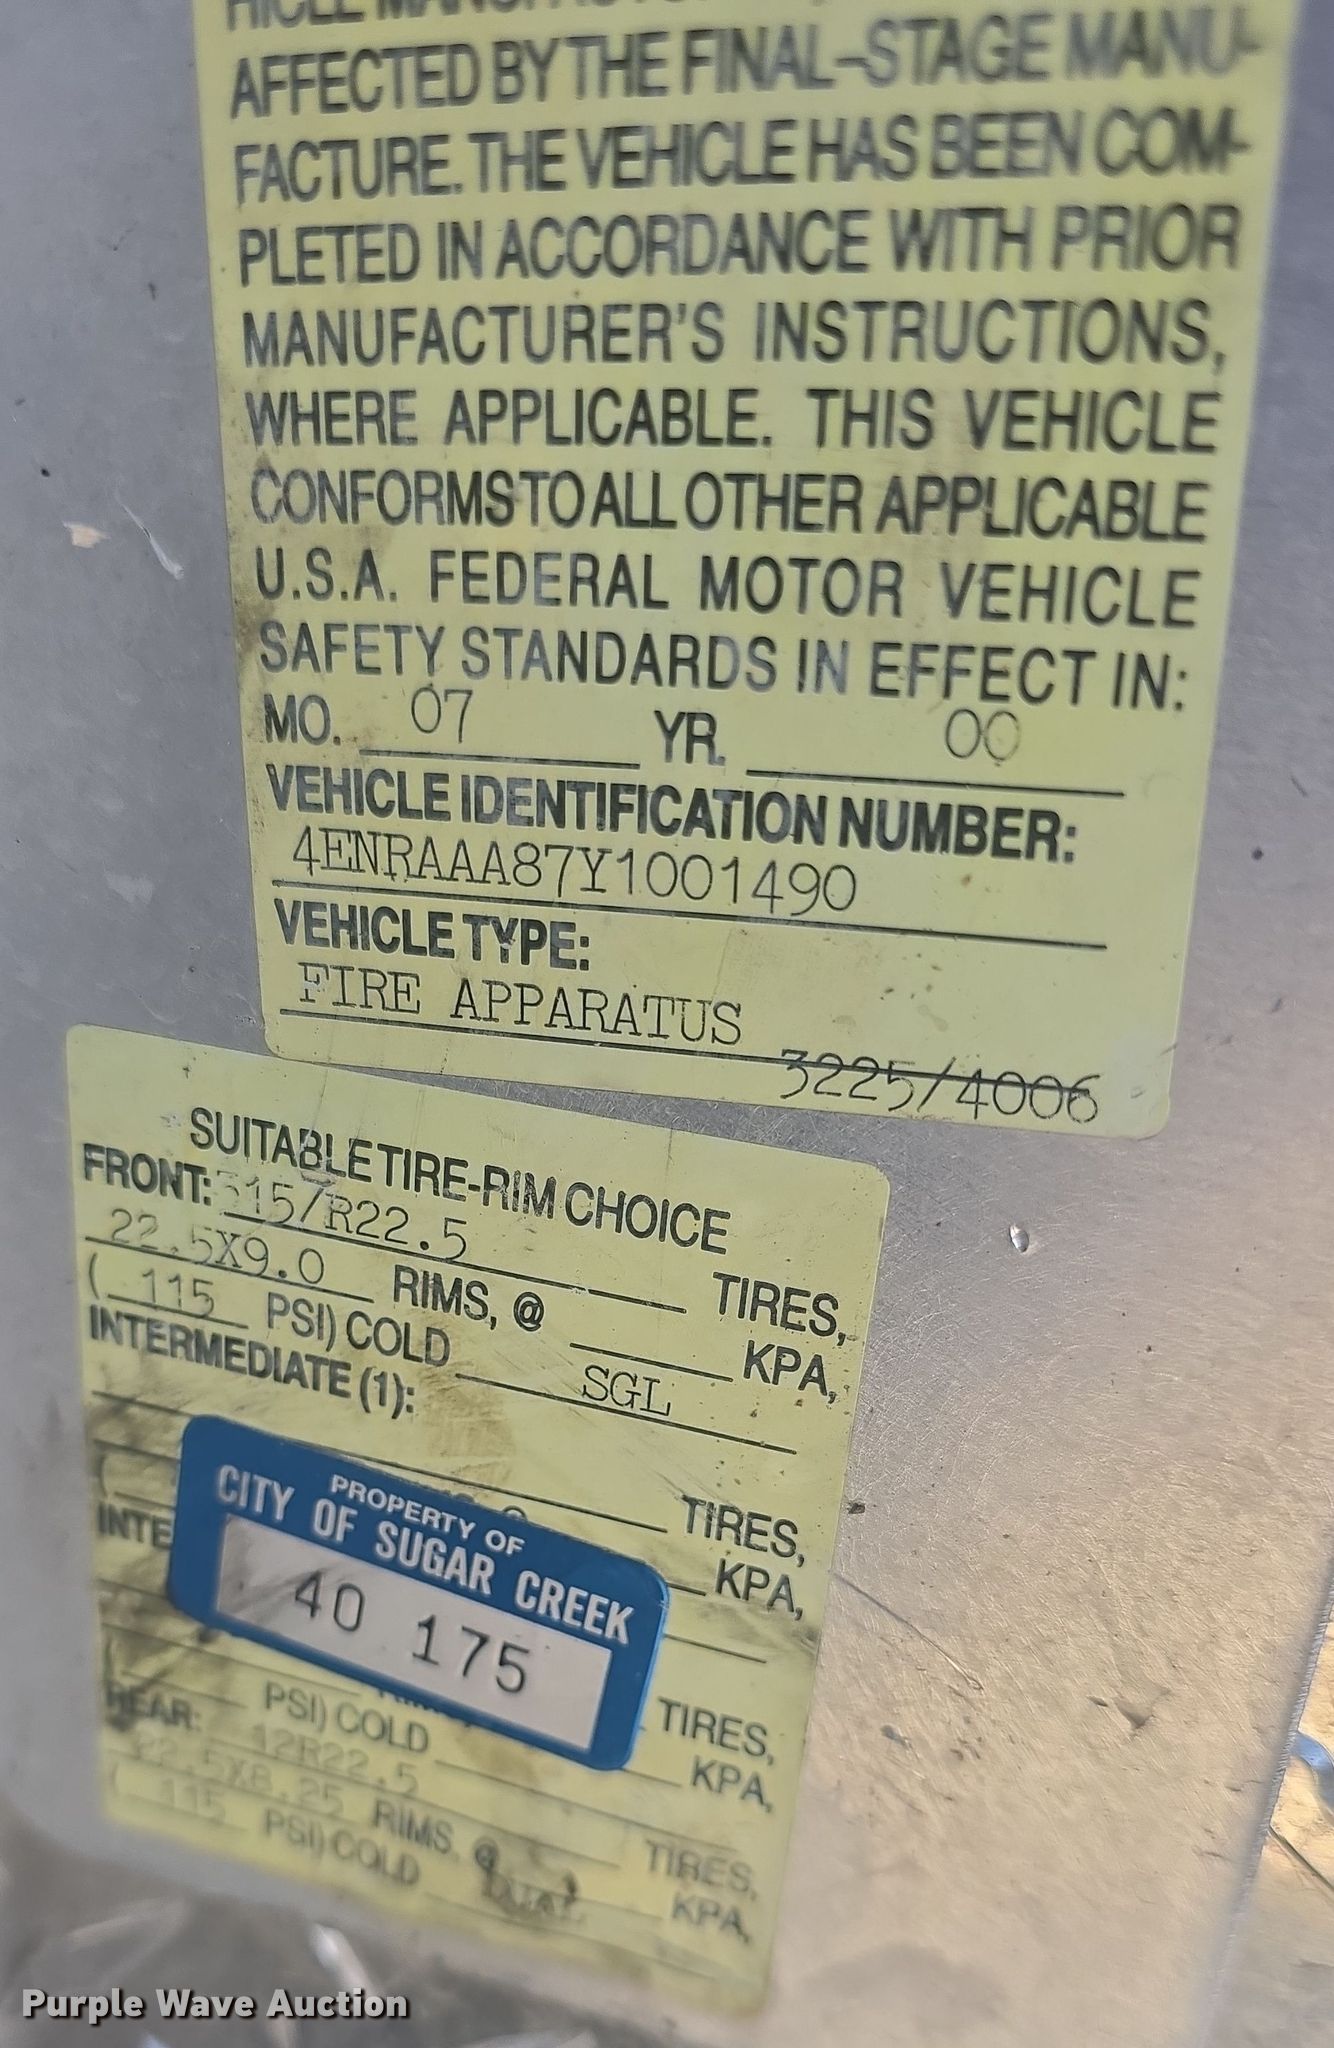 AFFECTED BY THE FINAL-STAGE MANU-
FACTURE. THE VEHICLE HAS BEEN COM-
PLETED IN ACCORDANCE WITH PRIOR
MANUFACTURER'S INSTRUCTIONS,
WHERE APPLICABLE. THIS VEHICLE
CONFORMS TO ALL OTHER APPLICABLE
U.S.A. FEDERAL MOTOR VEHICLE
SAFETY STANDARDS IN EFFECT IN:
MO. 07 YR. 00
VEHICLE IDENTIFICATION NUMBER:
4ENRAAA87Y1001490
VEHICLE TYPE:
FIRE APPARATUS
3225/4006
SUITABLE TIRE-RIM CHOICE
FRONT: 315/R22.5 TIRES,
22.5X9.0 RIMS, @ KPA,
( 115 PSI) COLD SGL
INTERMEDIATE (1):
TIRES,
KPA,
PROPERTY OF
CITY OF SUGAR CREEK
40 175
TIRES,
KPA,
( PSI) COLD
REAR: 12R22.5 TIRES,
22.5X8.25 RIMS, @ KPA,
( 115 PSI) COLD DUAL
Purple Wave Auction